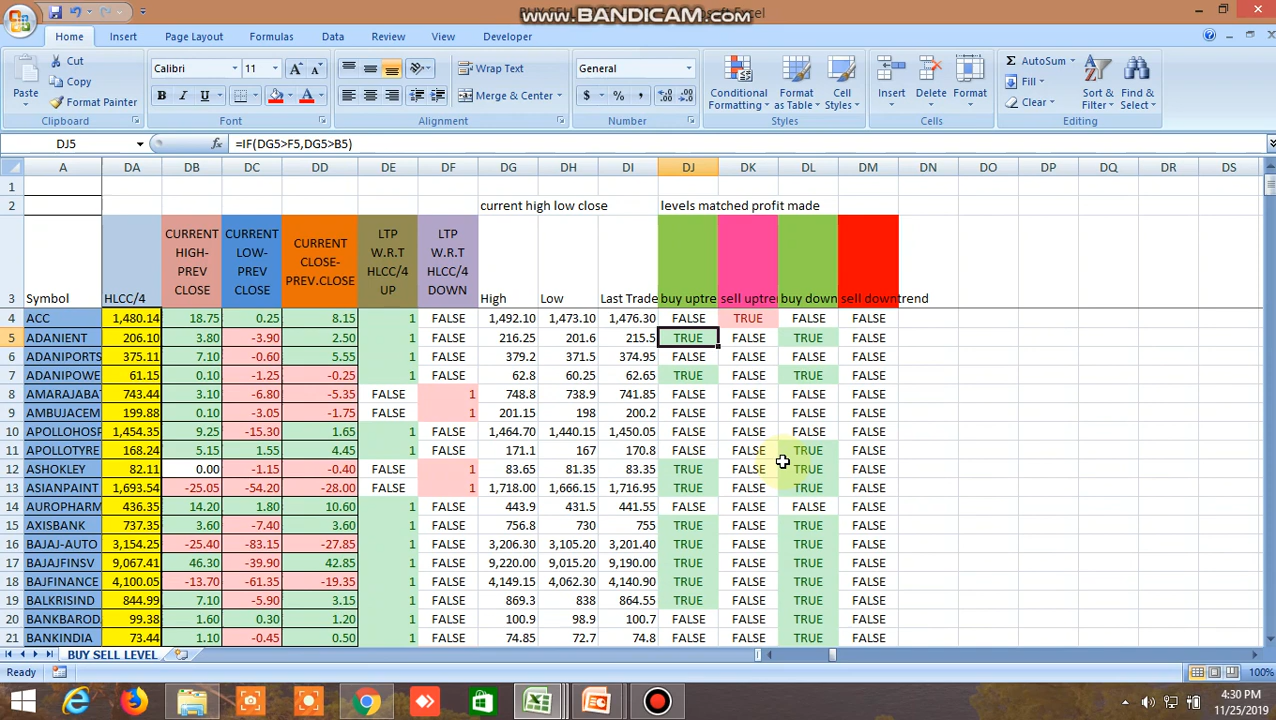 www.BANDICAM.com
BUY SELL
Excel
Home Insert Page Layout Formulas Data Review View Developer
Paste
Cut
Copy
Format Painter
Calibri 11
Wrap Text
Merge & Center
General
Conditional Formatting
Format as Table
Cell Styles
Insert Delete Format
AutoSum
Fill
Clear
Sort & Filter
Find & Select
Clipboard Font Alignment Number Styles Cells Editing
DJ5 fx =IF(DG5>F5,DG5>B5)
A DA DB DC DD DE DF DG DH DI DJ DK DL DM DN DO DP DQ DR DS
1
2 current high low close levels matched profit made
3 Symbol HLCC/4 CURRENT HIGH-PREV CLOSE CURRENT LOW-PREV CLOSE CURRENT CLOSE-PREV.CLOSE LTP W.R.T HLCC/4 UP LTP W.R.T HLCC/4 DOWN High Low Last Trade buy uptre sell uptre buy down sell downtrend
4 ACC 1,480.14 18.75 0.25 8.15 1 FALSE 1,492.10 1,473.10 1,476.30 FALSE TRUE FALSE FALSE
5 ADANIENT 206.10 3.80 -3.90 2.50 1 FALSE 216.25 201.6 215.5 TRUE FALSE TRUE FALSE
6 ADANIPORTS 375.11 7.10 -0.60 5.55 1 FALSE 379.2 371.5 374.95 FALSE FALSE FALSE FALSE
7 ADANIPOWE 61.15 0.10 -1.25 -0.25 1 FALSE 62.8 60.25 62.65 TRUE FALSE TRUE FALSE
8 AMARAJABA 743.44 3.10 -6.80 -5.35 FALSE 1 748.8 738.9 741.85 FALSE FALSE FALSE FALSE
9 AMBUJACEM 199.88 0.10 -3.05 -1.75 FALSE 1 201.15 198 200.2 FALSE FALSE FALSE FALSE
10 APOLLOHOSP 1,454.35 9.25 -15.30 1.65 1 FALSE 1,464.70 1,440.15 1,450.05 FALSE FALSE FALSE FALSE
11 APOLLOTYRE 168.24 5.15 1.55 4.45 1 FALSE 171.1 167 170.8 FALSE FALSE TRUE FALSE
12 ASHOKLEY 82.11 0.00 -1.15 -0.40 FALSE 1 83.65 81.35 83.35 TRUE FALSE TRUE FALSE
13 ASIANPAINT 1,693.54 -25.05 -54.20 -28.00 FALSE 1 1,718.00 1,666.15 1,716.95 TRUE FALSE TRUE FALSE
14 AUROPHARM 436.35 14.20 1.80 10.60 1 FALSE 443.9 431.5 441.55 FALSE FALSE FALSE FALSE
15 AXISBANK 737.35 3.60 -7.40 3.60 1 FALSE 756.8 730 755 TRUE FALSE TRUE FALSE
16 BAJAJ-AUTO 3,154.25 -25.40 -83.15 -27.85 1 FALSE 3,206.30 3,105.20 3,201.40 TRUE FALSE TRUE FALSE
17 BAJAJFINSV 9,067.41 46.30 -39.90 42.85 1 FALSE 9,220.00 9,015.20 9,190.00 TRUE FALSE TRUE FALSE
18 BAJFINANCE 4,100.05 -13.70 -61.35 -19.35 1 FALSE 4,149.15 4,062.30 4,140.90 TRUE FALSE TRUE FALSE
19 BALKRISIND 844.99 7.10 -5.90 3.15 1 FALSE 869.3 838 864.55 TRUE FALSE TRUE FALSE
20 BANKBAROD 99.38 1.60 0.30 1.20 1 FALSE 100.9 98.9 100.7 FALSE FALSE TRUE FALSE
21 BANKINDIA 73.44 1.10 -0.45 0.50 1 FALSE 74.85 72.7 74.8 FALSE FALSE TRUE FALSE
BUY SELL LEVEL
Ready 100%
4:30 PM
11/25/2019